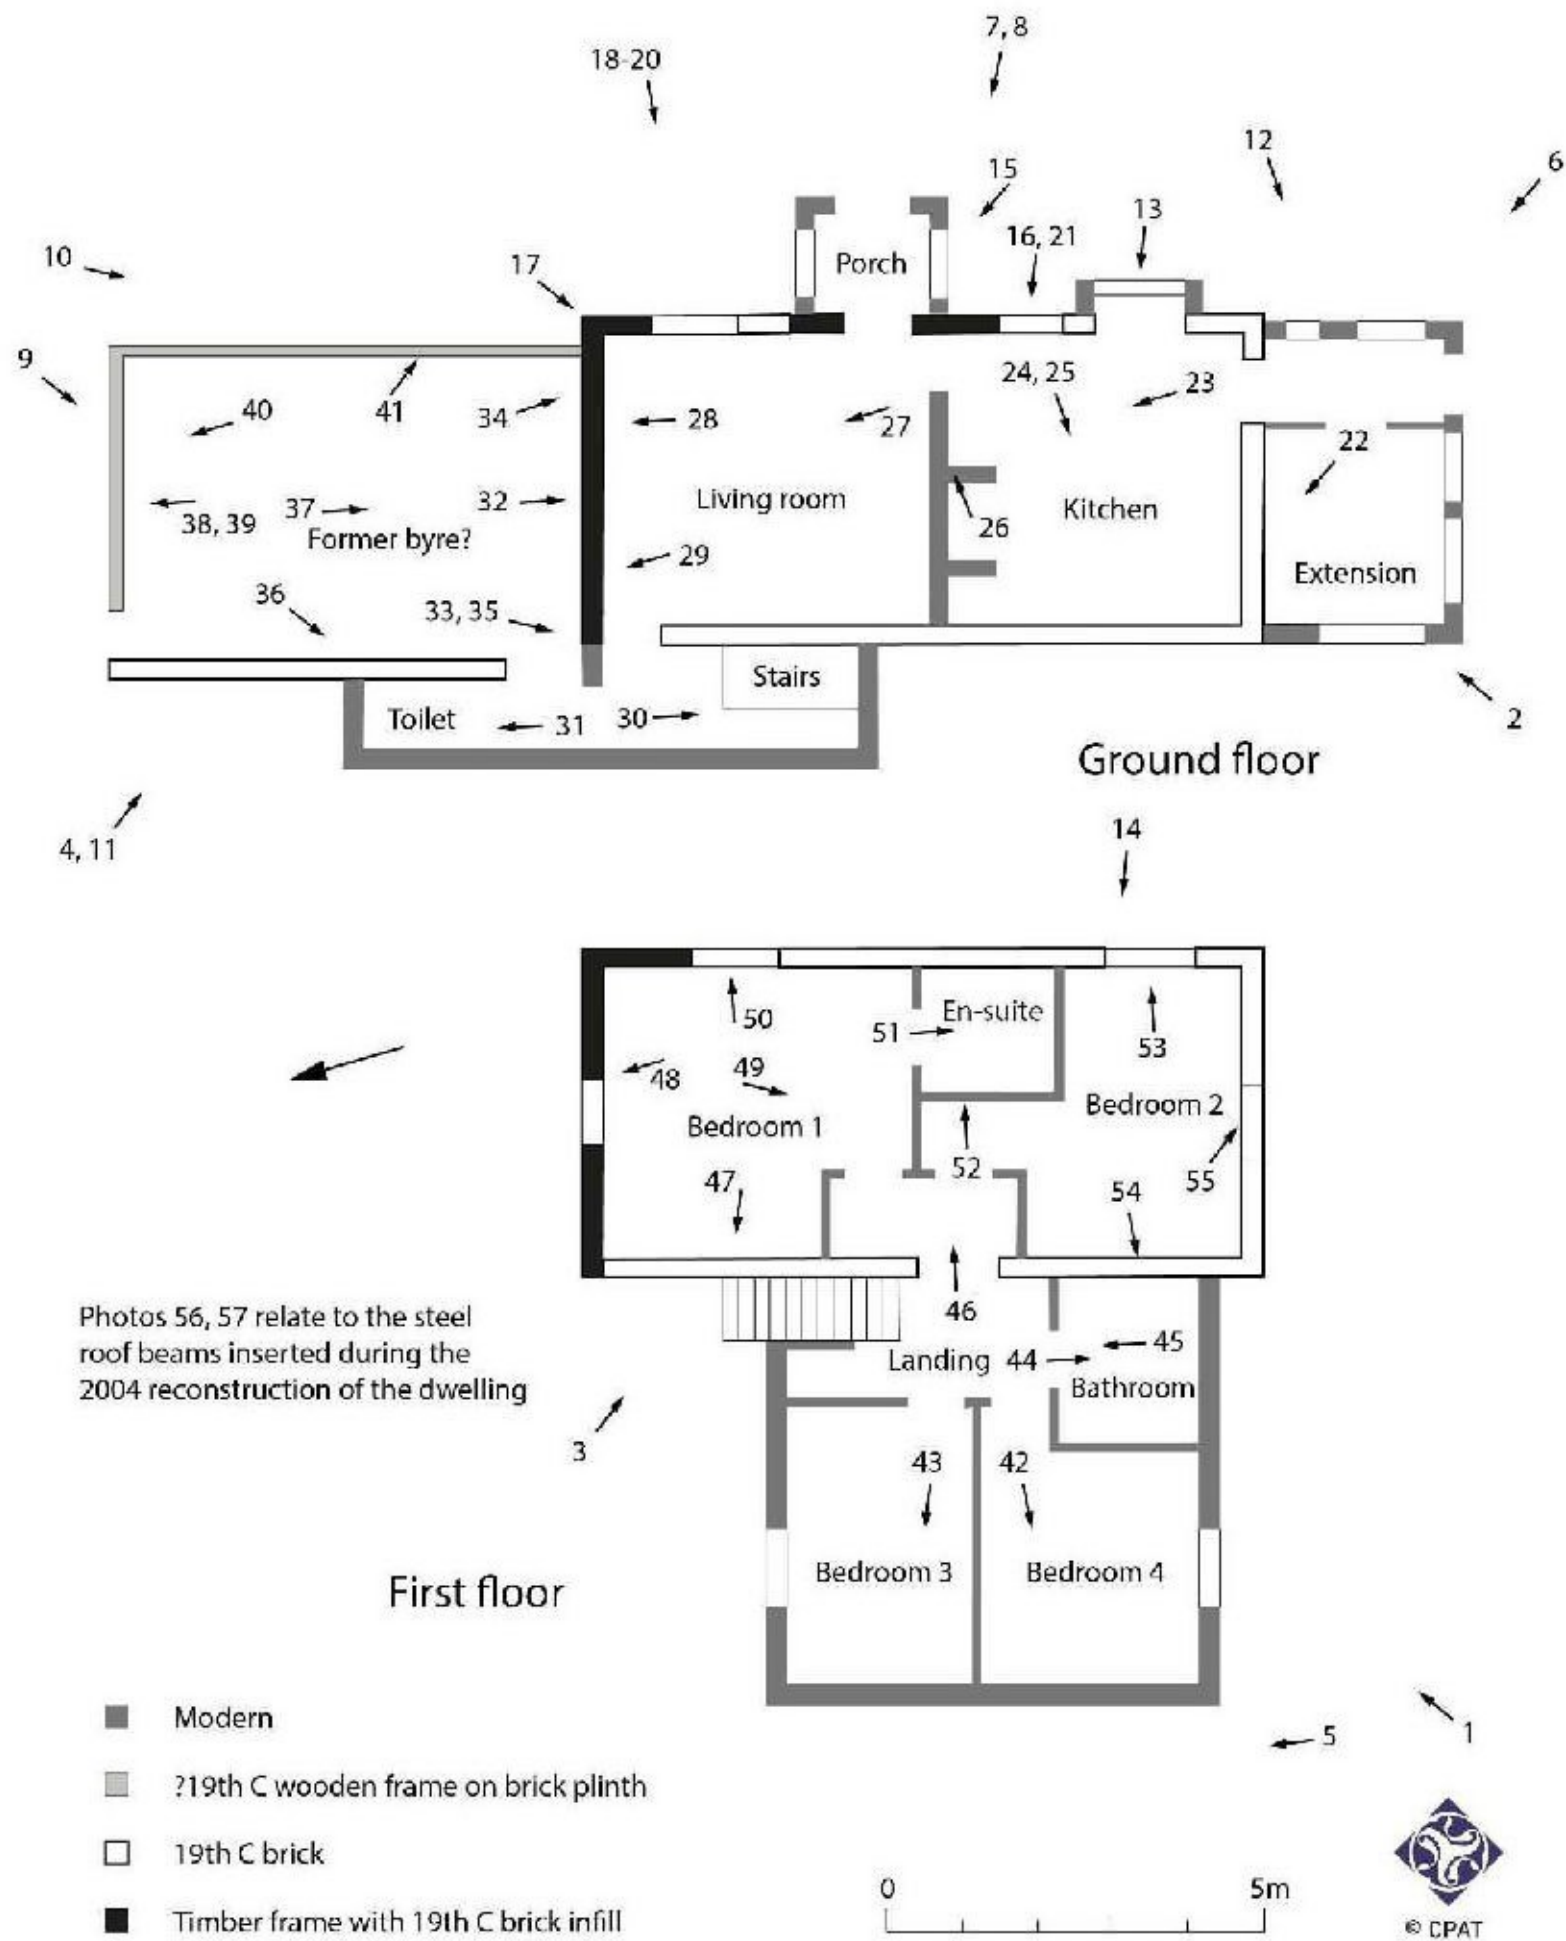 7, 8
18-20
12
6
15
13
16, 21
10
17
Porch
9
24, 25
23
40
41
34
28
27
22
38, 39
37
32
Living room
Kitchen
26
Former byre?
29
Extension
36
33, 35
Stairs
Toilet
31
30
2
Ground floor
4, 11
14
50
51
En-suite
53
48
49
Bedroom 1
Bedroom 2
52
47
54
55
46
Photos 56, 57 relate to the steel
roof beams inserted during the
2004 reconstruction of the dwelling
Landing
44
45
Bathroom
3
43
42
Bedroom 3
Bedroom 4
First floor
5
1
Modern
?19th C wooden frame on brick plinth
19th C brick
Timber frame with 19th C brick infill
0
5m
© CPAT